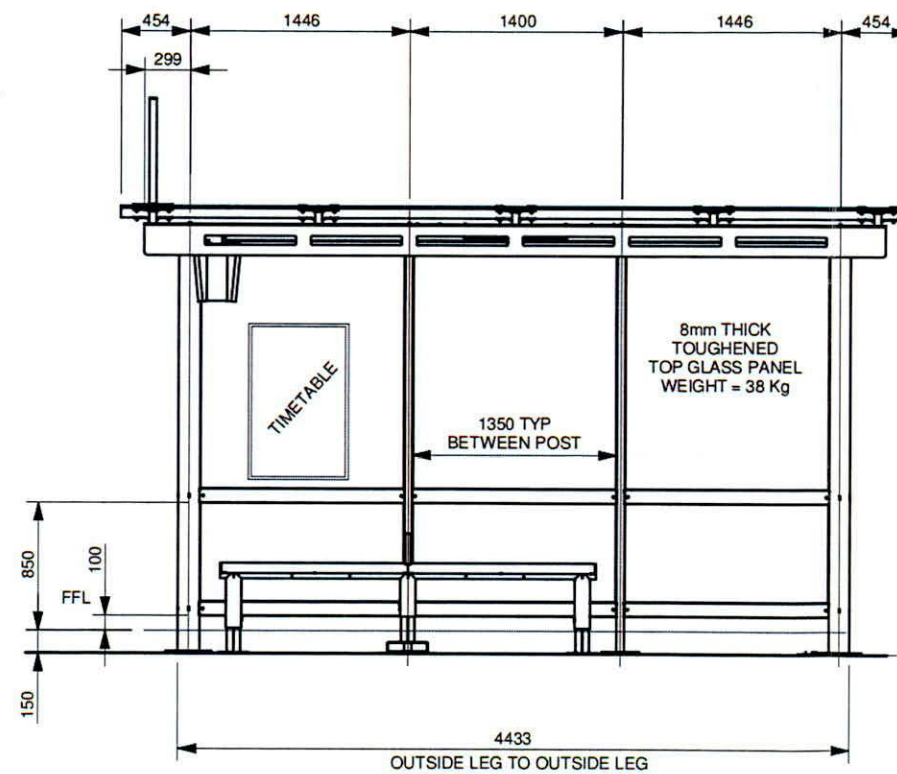 454
1446
1400
1446
454
299
8mm THICK
TOUGHENED
TOP GLASS PANEL
WEIGHT = 38 Kg
TIMETABLE
1350 TYP
BETWEEN POST
850
100
FFL
150
4433
OUTSIDE LEG TO OUTSIDE LEG